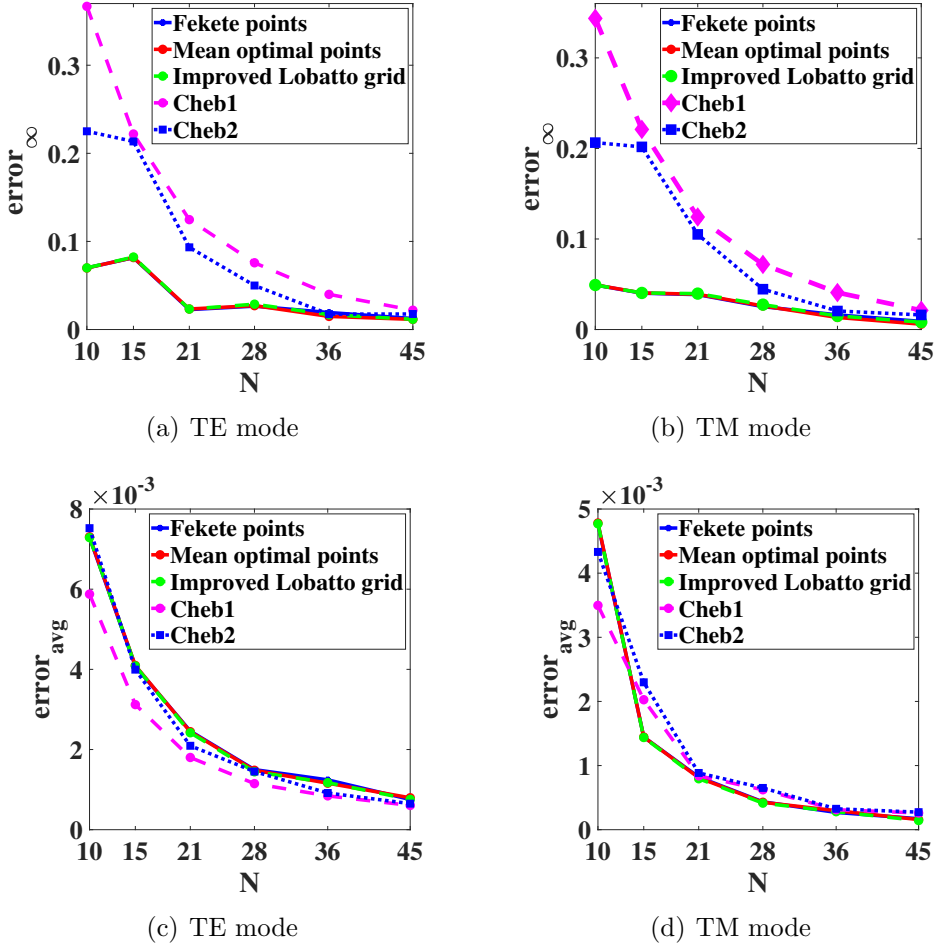 error∞
0.3
0.2
0.1
0
Fekete points
Mean optimal points
Improved Lobatto grid
Cheb1
Cheb2
10 15 21 28 36 45
N
(a) TE mode
error∞
0.3
0.2
0.1
0
Fekete points
Mean optimal points
Improved Lobatto grid
Cheb1
Cheb2
10 15 21 28 36 45
N
(b) TM mode
×10⁻³
error_avg
8
6
4
2
0
Fekete points
Mean optimal points
Improved Lobatto grid
Cheb1
Cheb2
10 15 21 28 36 45
N
(c) TE mode
×10⁻³
error_avg
5
4
3
2
1
0
Fekete points
Mean optimal points
Improved Lobatto grid
Cheb1
Cheb2
10 15 21 28 36 45
N
(d) TM mode